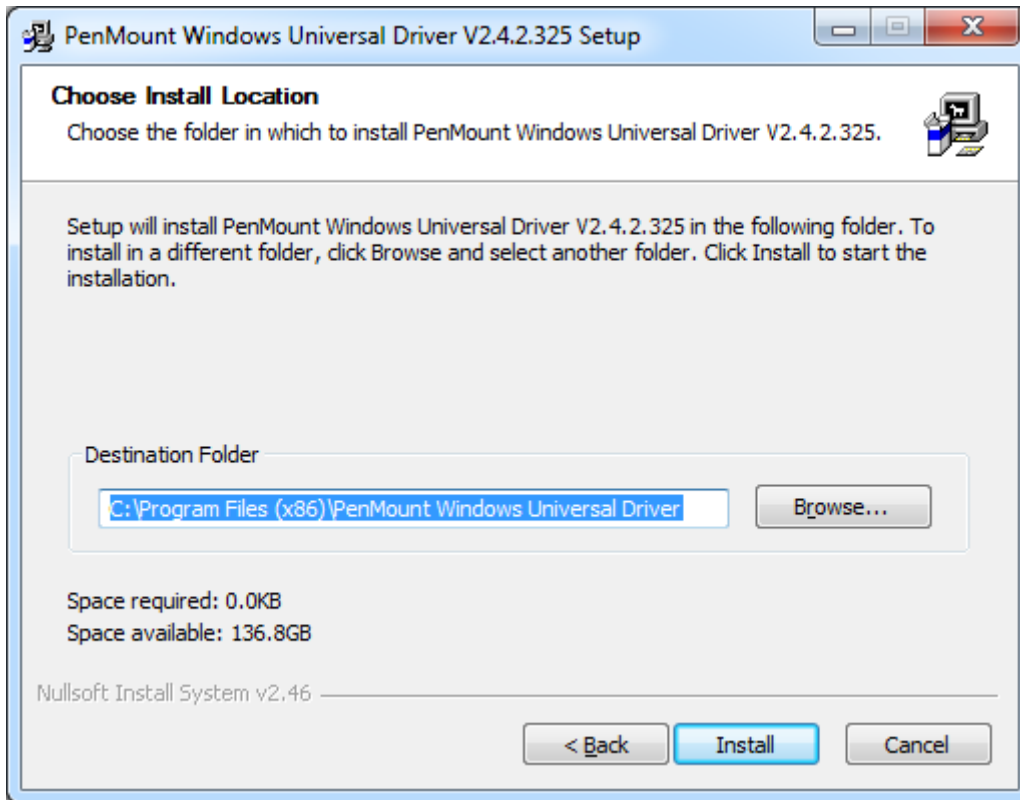 PenMount Windows Universal Driver V2.4.2.325 Setup
Choose Install Location
Choose the folder in which to install PenMount Windows Universal Driver V2.4.2.325.
Setup will install PenMount Windows Universal Driver V2.4.2.325 in the following folder. To
install in a different folder, click Browse and select another folder. Click Install to start the
installation.
Destination Folder
C:\Program Files (x86)\PenMount Windows Universal Driver
Browse...
Space required: 0.0KB
Space available: 136.8GB
Nullsoft Install System v2.46
< Back
Install
Cancel